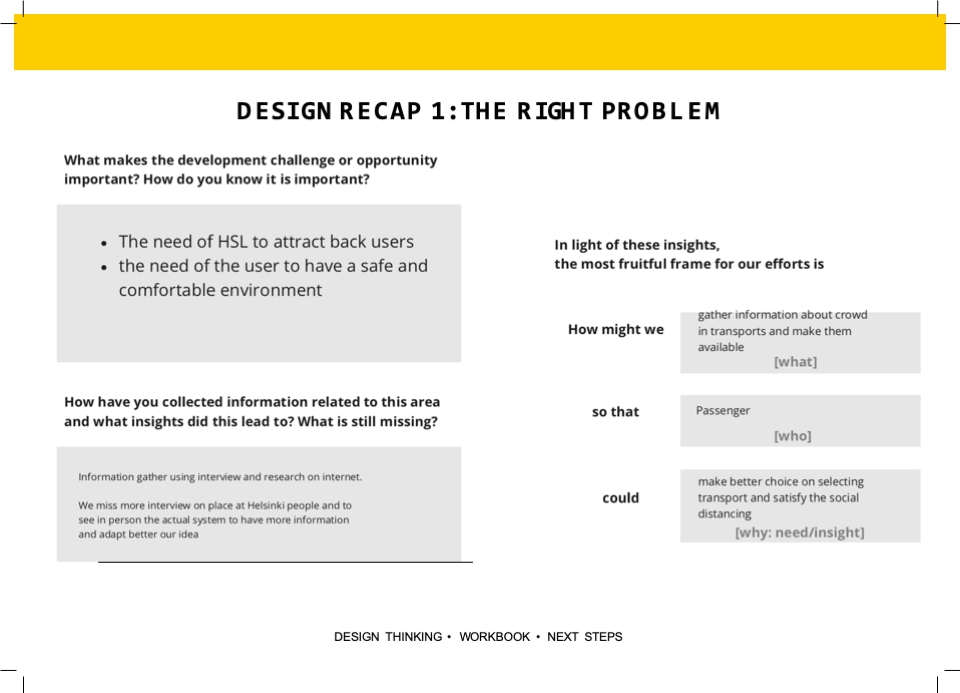 DESIGN RECAP 1:THE RIGHT PROBLEM
What makes the development challenge or opportunity
important? How do you know it is important?
• The need of HSL to attract back users
• the need of the user to have a safe and
comfortable environment
How have you collected information related to this area
and what insights did this lead to? What is still missing?
Information gather using interview and research on internet.
We miss more interview on place at Helsinki people and to
see in person the actual system to have more information
and adapt better our idea
In light of these insights,
the most fruitful frame for our efforts is
How might we
gather information about crowd
in transports and make them
available
[what]
so that
Passenger
[who]
could
make better choice on selecting
transport and satisfy the social
distancing
[why: need/insight]
DESIGN THINKING • WORKBOOK • NEXT STEPS